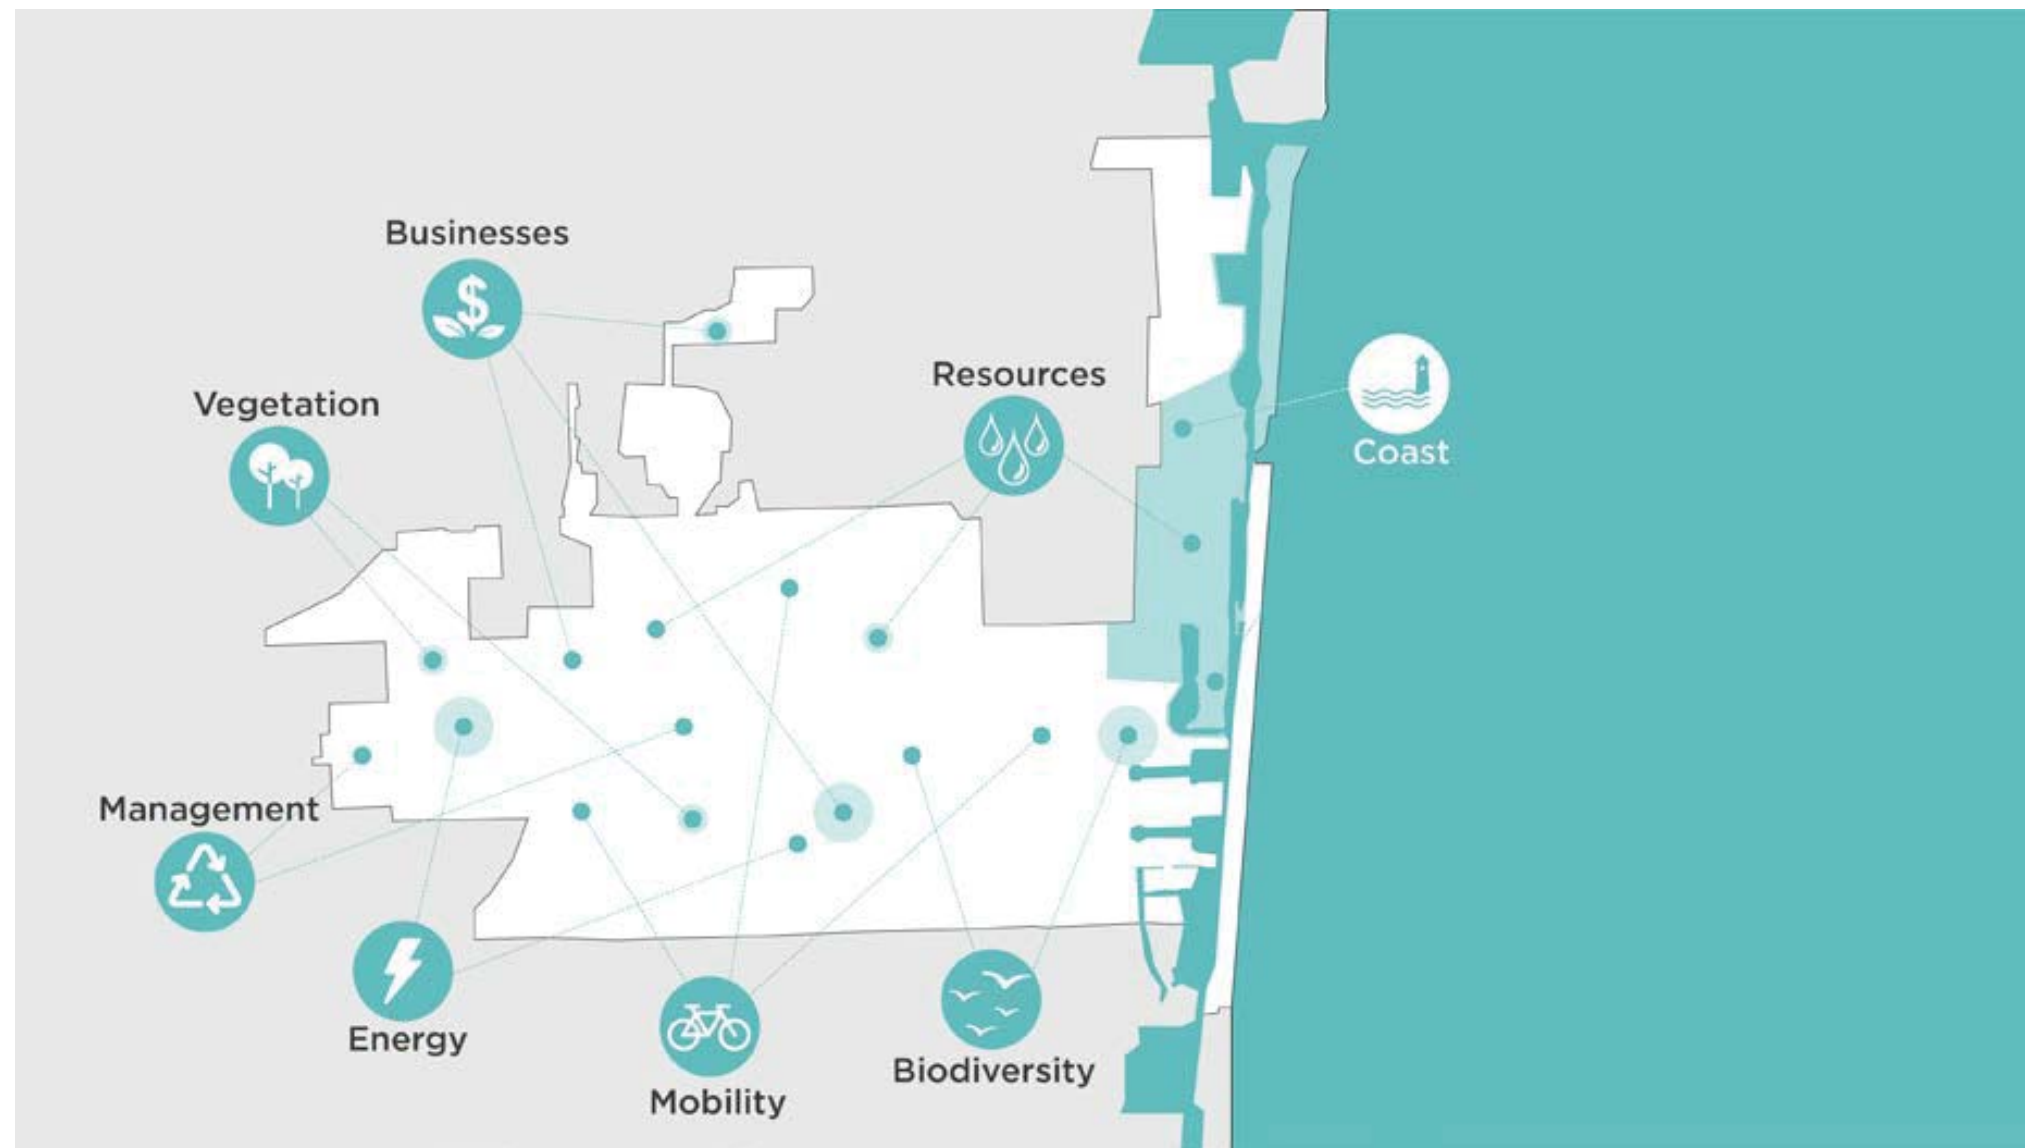 Businesses
Vegetation
Resources
Coast
Management
Energy
Mobility
Biodiversity